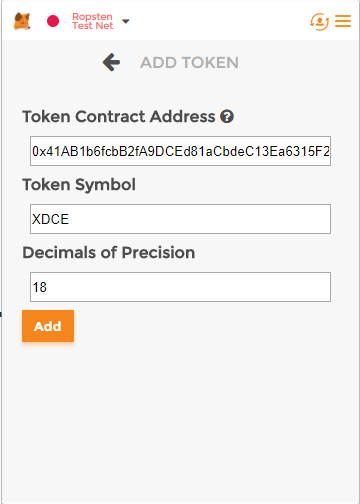 Ropsten
Test Net
ADD TOKEN
Token Contract Address
0x41AB1b6fcbB2fA9DCEd81aCbdeC13Ea6315F2
Token Symbol
XDCE
Decimals of Precision
18
Add